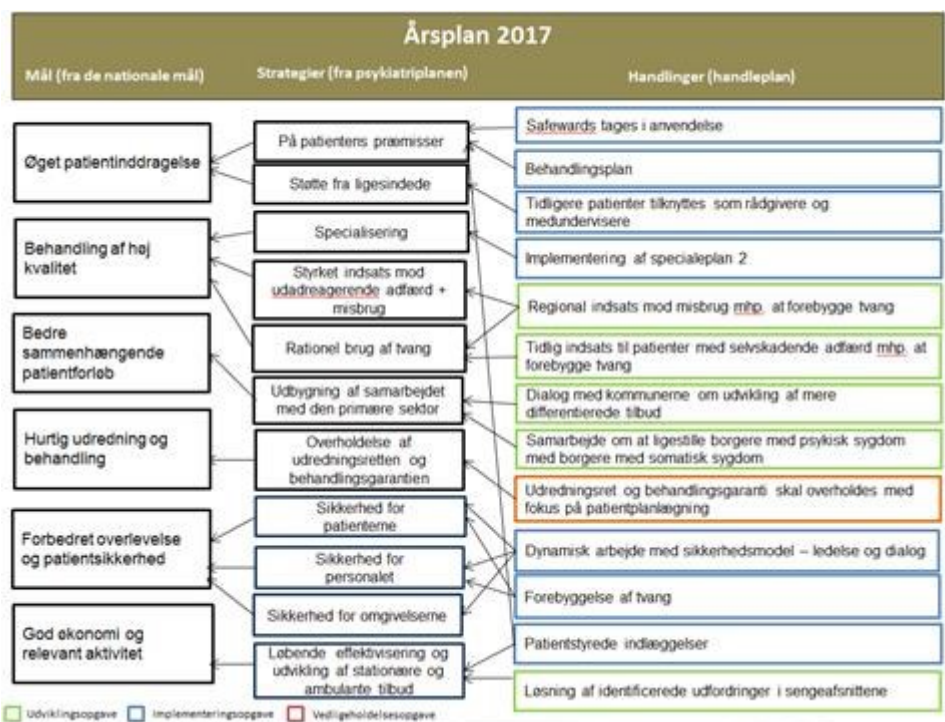 Årsplan 2017
Mål (fra de nationale mål)
Strategier (fra psykiatriplanen)
Handlinger (handleplan)
Øget patientinddragelse
Behandling af høj
kvalitet
Bedre
sammenhængende
patientforløb
Hurtig udredning og
behandling
Forbedret overlevelse
og patientsikkerhed
God økonomi og
relevant aktivitet
På patientens præmisser
Støtte fra ligesindede
Specialisering
Styrket indsats mod
udadreagerende adfærd +
misbrug
Rationel brug af tvang
Udbygning af samarbejdet
med den primære sektor
Overholdelse af
udredningsretten og
behandlingsgarantien
Sikkerhed for
patienterne
Sikkerhed for
personalet
Sikkerhed for omgivelserne
Løbende effektivisering og
udvikling af stationære og
ambulante tilbud
Safewards tages i anvendelse
Behandlingsplan
Tidligere patienter tilknyttes som rådgivere og
medundervisere
Implementering af specialeplan 2
Regional indsats mod misbrug mhp. at forebygge tvang
Tidlig indsats til patienter med selvskadende adfærd mhp. at
forebygge tvang
Dialog med kommunerne om udvikling af mere
differentierede tilbud
Samarbejde om at ligestille borgere med psykisk sygdom
med borgere med somatisk sygdom
Udredningsret og behandlingsgaranti skal overholdes med
fokus på patientplanlægning
Dynamisk arbejde med sikkerhedsmodel – ledelse og dialog
Forebyggelse af tvang
Patientstyrede indlæggelser
Løsning af identificerede udfordringer i sengeafsnittene
Udviklingsopgave
Implementeringsopgave
Vedligeholdelsesopgave